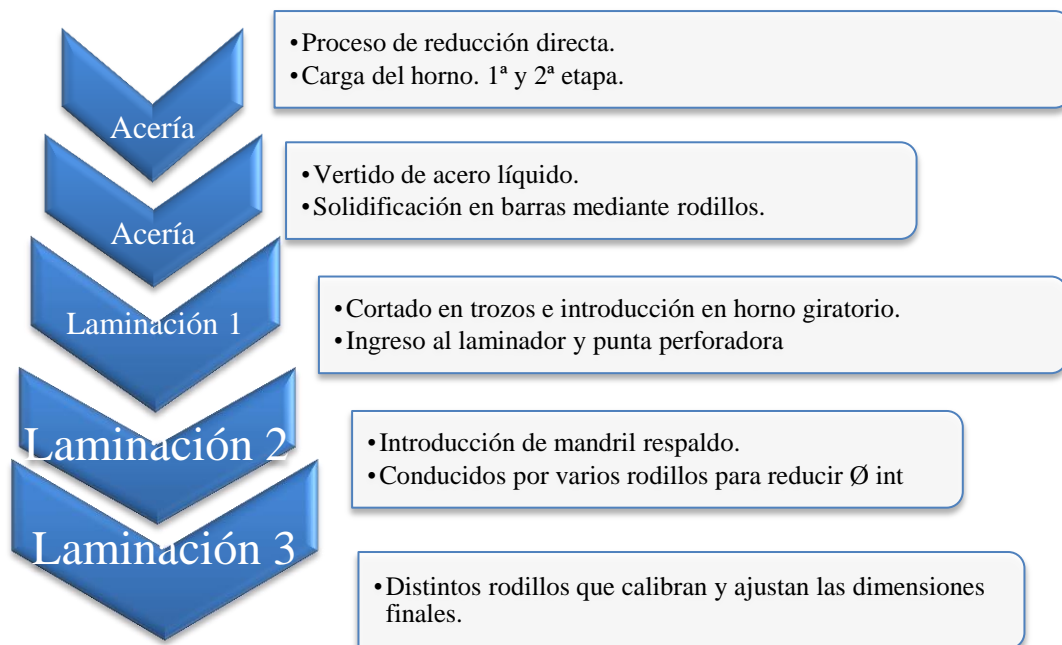 •Proceso de reducción directa.
•Carga del horno. 1ª y 2ª etapa.
Acería
•Vertido de acero líquido.
•Solidificación en barras mediante rodillos.
Acería
•Cortado en trozos e introducción en horno giratorio.
•Ingreso al laminador y punta perforadora
Laminación 1
•Introducción de mandril respaldo.
•Conducidos por varios rodillos para reducir Ø int
Laminación 2
•Distintos rodillos que calibran y ajustan las dimensiones
finales.
Laminación 3